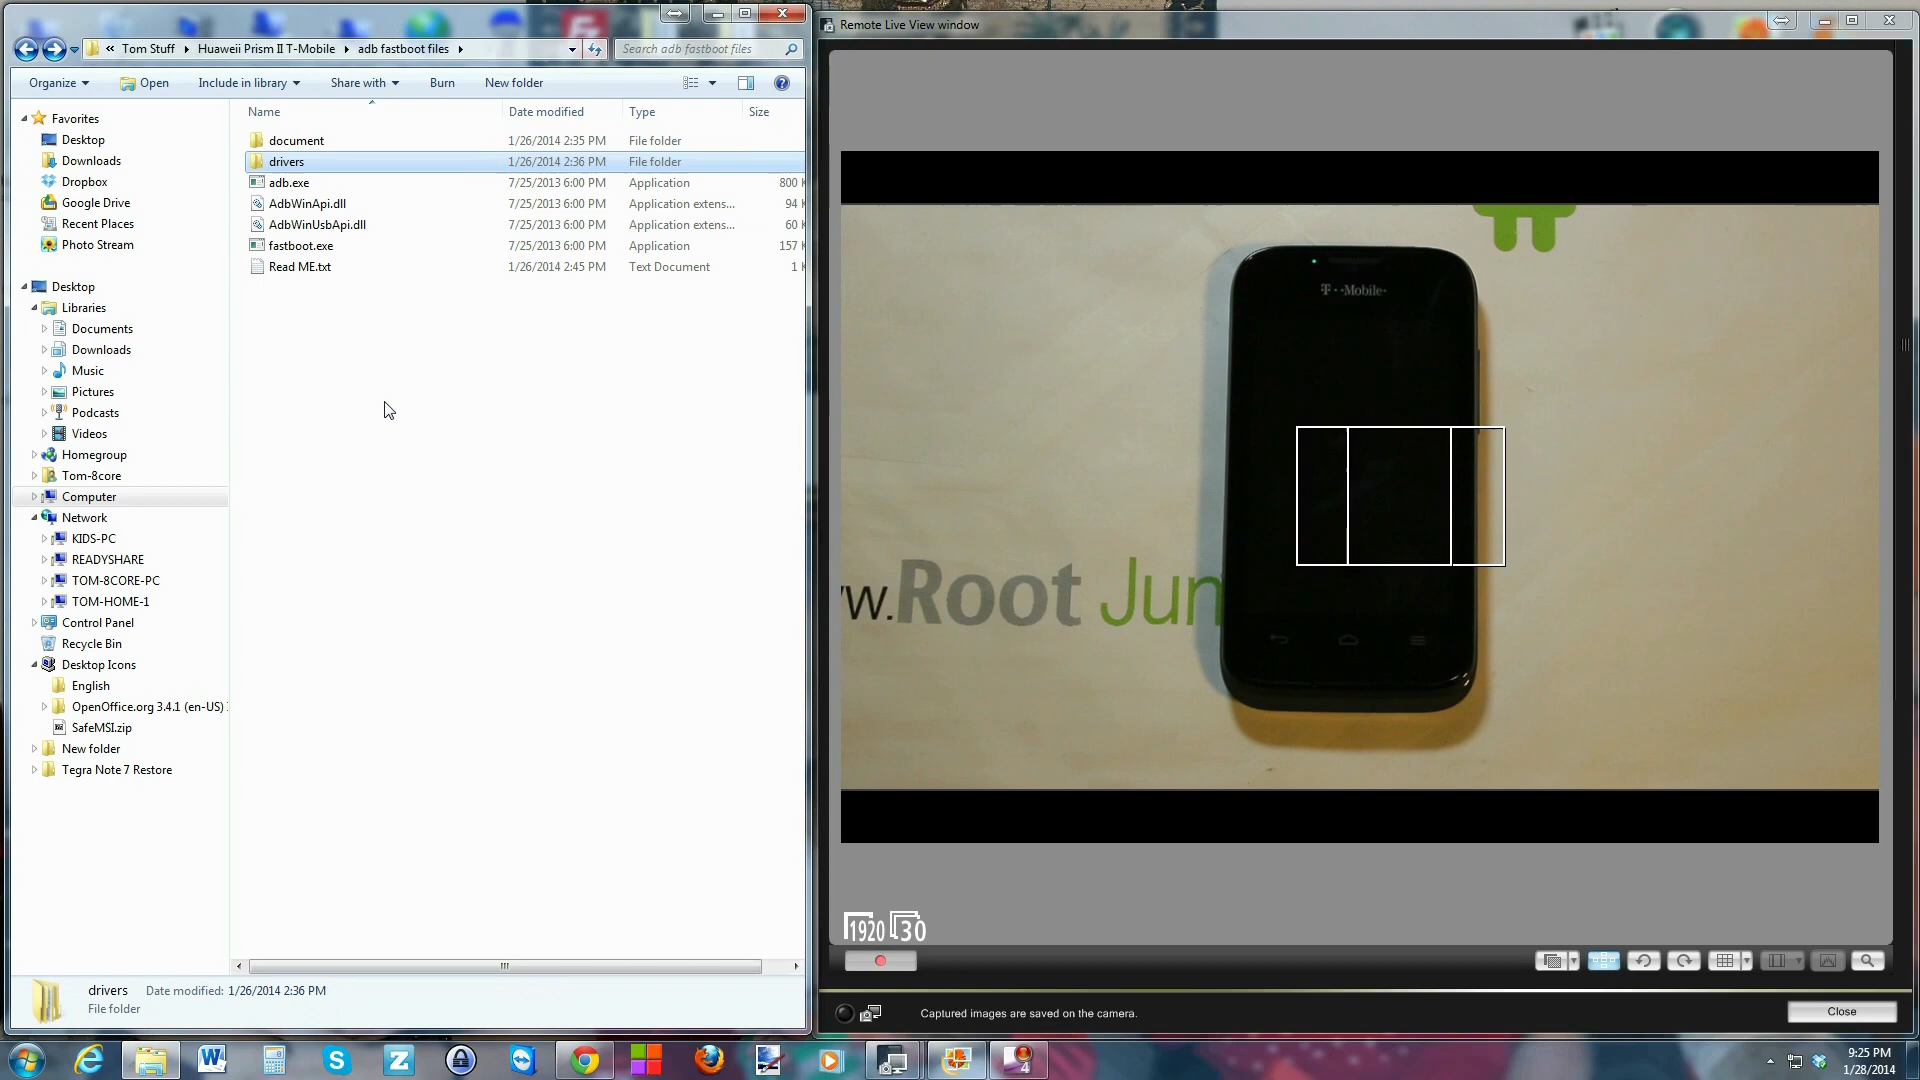 Remote Live View window
Tom Stuff
Huaweii Prism II T-Mobile
adb fastboot files
Search adb fastboot files
Organize
Open
Include in library
Share with
Burn
New folder
Favorites
Desktop
Downloads
Dropbox
Google Drive
Recent Places
Photo Stream
Desktop
Libraries
Documents
Downloads
Music
Pictures
Podcasts
Videos
Homegroup
Tom-8core
Computer
Network
KIDS-PC
READYSHARE
TOM-8CORE-PC
TOM-HOME-1
Control Panel
Recycle Bin
Desktop Icons
English
OpenOffice.org 3.4.1 (en-US)
SafeMSI.zip
New folder
Tegra Note 7 Restore
Name Date modified Type Size
document 1/26/2014 2:35 PM File folder
drivers 1/26/2014 2:36 PM File folder
adb.exe 7/25/2013 6:00 PM Application 800 K
AdbWinApi.dll 7/25/2013 6:00 PM Application extens... 94 K
AdbWinUsbApi.dll 7/25/2013 6:00 PM Application extens... 60 K
fastboot.exe 7/25/2013 6:00 PM Application 157 K
Read ME.txt 1/26/2014 2:45 PM Text Document 1 K
drivers Date modified: 1/26/2014 2:36 PM
File folder
T··Mobile·
w.Root Jun
1920 30
Captured images are saved on the camera.
Close
9:25 PM
1/28/2014